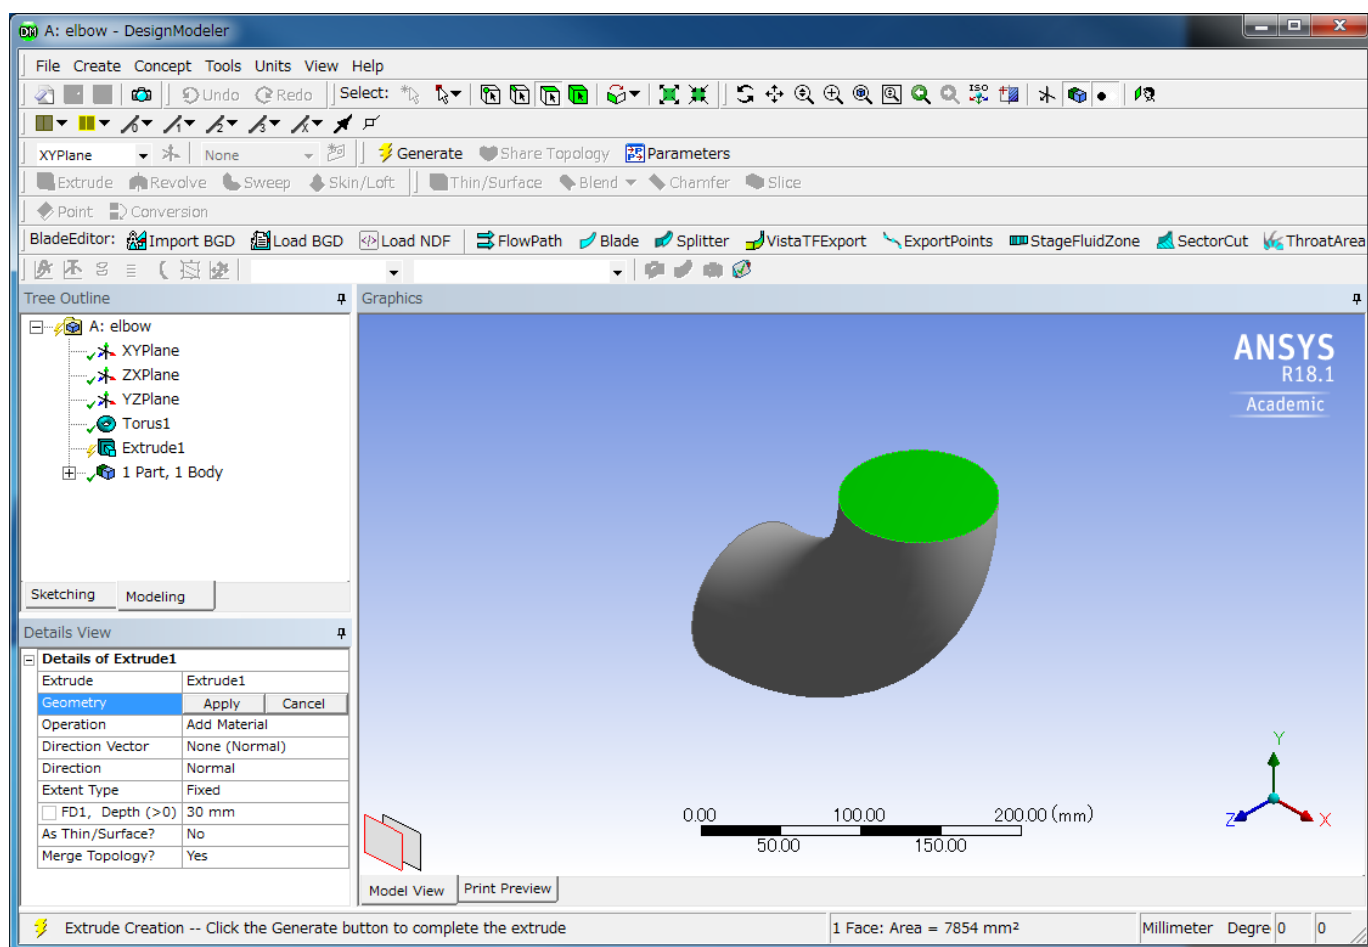 A: elbow - DesignModeler
File Create Concept Tools Units View Help
Undo Redo Select: ISO
XYPlane None Generate Share Topology Parameters
Extrude Revolve Sweep Skin/Loft Thin/Surface Blend Chamfer Slice
Point Conversion
BladeEditor: Import BGD Load BGD Load NDF FlowPath Blade Splitter VistaTFExport ExportPoints StageFluidZone SectorCut ThroatArea
Tree Outline
A: elbow
XYPlane
ZXPlane
YZPlane
Torus1
Extrude1
1 Part, 1 Body
Sketching Modeling
Details View
Details of Extrude1
Extrude Extrude1
Geometry Apply Cancel
Operation Add Material
Direction Vector None (Normal)
Direction Normal
Extent Type Fixed
FD1, Depth (>0) 30 mm
As Thin/Surface? No
Merge Topology? Yes
Graphics
ANSYS
R18.1
Academic
0.00 100.00 200.00 (mm)
50.00 150.00
Y
Z X
Model View Print Preview
Extrude Creation -- Click the Generate button to complete the extrude 1 Face: Area = 7854 mm² Millimeter Degre 0 0